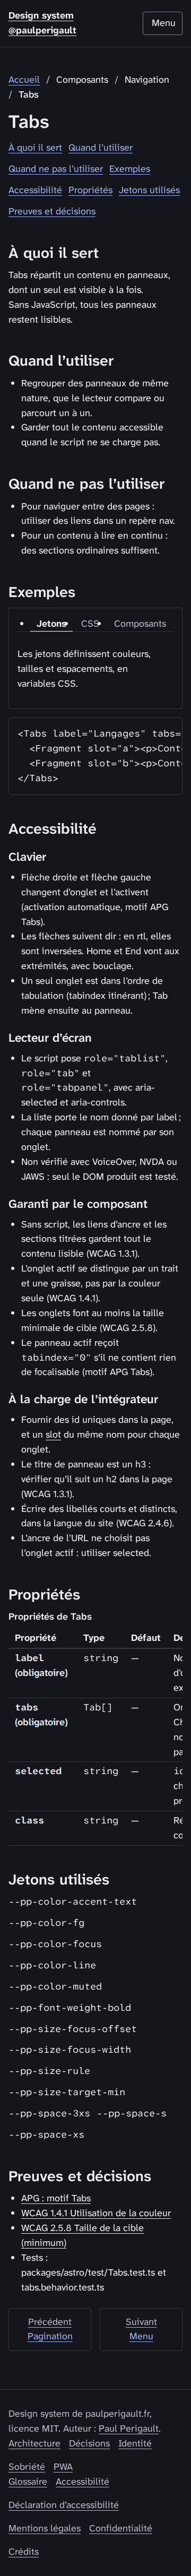 Design system
@paulperigault
Menu
Accueil / Composants / Navigation
/ Tabs
Tabs
À quoi il sert Quand l’utiliser
Quand ne pas l’utiliser Exemples
Accessibilité Propriétés Jetons utilisés
Preuves et décisions
À quoi il sert
Tabs répartit un contenu en panneaux,
dont un seul est visible à la fois.
Sans JavaScript, tous les panneaux
restent lisibles.
Quand l’utiliser
Regrouper des panneaux de même
nature, que le lecteur compare ou
parcourt un à un.
Garder tout le contenu accessible
quand le script ne se charge pas.
Quand ne pas l’utiliser
Pour naviguer entre des pages :
utiliser des liens dans un repère nav.
Pour un contenu à lire en continu :
des sections ordinaires suffisent.
Exemples
Jetons CSS Composants
Les jetons définissent couleurs,
tailles et espacements, en
variables CSS.
<Tabs label="Langages" tabs=
<Fragment slot="a"><p>Cont
<Fragment slot="b"><p>Cont
</Tabs>
Accessibilité
Clavier
Flèche droite et flèche gauche
changent d’onglet et l’activent
(activation automatique, motif APG
Tabs).
Les flèches suivent dir : en rtl, elles
sont inversées. Home et End vont aux
extrémités, avec bouclage.
Un seul onglet est dans l’ordre de
tabulation (tabindex itinérant) ; Tab
mène ensuite au panneau.
Lecteur d’écran
Le script pose role="tablist",
role="tab" et
role="tabpanel", avec aria-
selected et aria-controls.
La liste porte le nom donné par label ;
chaque panneau est nommé par son
onglet.
Non vérifié avec VoiceOver, NVDA ou
JAWS : seul le DOM produit est testé.
Garanti par le composant
Sans script, les liens d’ancre et les
sections titrées gardent tout le
contenu lisible (WCAG 1.3.1).
L’onglet actif se distingue par un trait
et une graisse, pas par la couleur
seule (WCAG 1.4.1).
Les onglets font au moins la taille
minimale de cible (WCAG 2.5.8).
Le panneau actif reçoit
tabindex="0" s’il ne contient rien
de focalisable (motif APG Tabs).
À la charge de l’intégrateur
Fournir des id uniques dans la page,
et un slot du même nom pour chaque
onglet.
Le titre de panneau est un h3 :
vérifier qu’il suit un h2 dans la page
(WCAG 1.3.1).
Écrire des libellés courts et distincts,
dans la langue du site (WCAG 2.4.6).
L’ancre de l’URL ne choisit pas
l’onglet actif : utiliser selected.
Propriétés
Propriétés de Tabs
Propriété Type Défaut
label string —
(obligatoire)
tabs Tab[] —
(obligatoire)
selected string —
class string —
Jetons utilisés
--pp-color-accent-text
--pp-color-fg
--pp-color-focus
--pp-color-line
--pp-color-muted
--pp-font-weight-bold
--pp-size-focus-offset
--pp-size-focus-width
--pp-size-rule
--pp-size-target-min
--pp-space-3xs --pp-space-s
--pp-space-xs
Preuves et décisions
APG : motif Tabs
WCAG 1.4.1 Utilisation de la couleur
WCAG 2.5.8 Taille de la cible
(minimum)
Tests :
packages/astro/test/Tabs.test.ts et
tabs.behavior.test.ts
Précédent
Pagination
Suivant
Menu
Design system de paulperigault.fr,
licence MIT. Auteur : Paul Perigault.
Architecture Décisions Identité
Sobriété PWA
Glossaire Accessibilité
Déclaration d’accessibilité
Mentions légales Confidentialité
Crédits